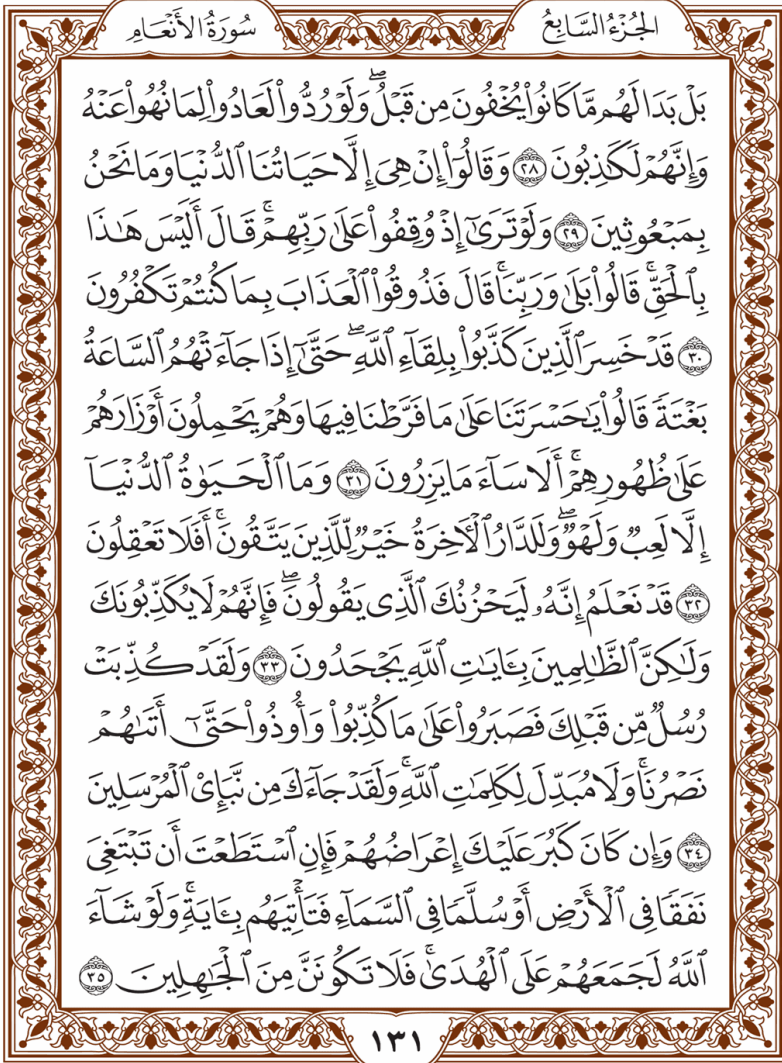 الجُزْءُ السَّابِعُ
سُورَةُ الأَنْعَامِ
بَلْ بَدَا لَهُم مَّا كَانُوا۟ يُخْفُونَ مِن قَبْلُ ۖ وَلَوْ رُدُّوا۟ لَعَادُوا۟ لِمَا نُهُوا۟ عَنْهُ
وَإِنَّهُمْ لَكَـٰذِبُونَ ٢٨ وَقَالُوٓا۟ إِنْ هِىَ إِلَّا حَيَاتُنَا ٱلدُّنْيَا وَمَا نَحْنُ
بِمَبْعُوثِينَ ٢٩ وَلَوْ تَرَىٰٓ إِذْ وُقِفُوا۟ عَلَىٰ رَبِّهِمْ ۚ قَالَ أَلَيْسَ هَـٰذَا
بِٱلْحَقِّ ۚ قَالُوا۟ بَلَىٰ وَرَبِّنَا ۚ قَالَ فَذُوقُوا۟ ٱلْعَذَابَ بِمَا كُنتُمْ تَكْفُرُونَ
٣٠ قَدْ خَسِرَ ٱلَّذِينَ كَذَّبُوا۟ بِلِقَآءِ ٱللَّهِ ۖ حَتَّىٰٓ إِذَا جَآءَتْهُمُ ٱلسَّاعَةُ
بَغْتَةً قَالُوا۟ يَـٰحَسْرَتَنَا عَلَىٰ مَا فَرَّطْنَا فِيهَا وَهُمْ يَحْمِلُونَ أَوْزَارَهُمْ
عَلَىٰ ظُهُورِهِمْ ۚ أَلَا سَآءَ مَا يَزِرُونَ ٣١ وَمَا ٱلْحَيَوٰةُ ٱلدُّنْيَآ
إِلَّا لَعِبٌ وَلَهْوٌ ۖ وَلَلدَّارُ ٱلْـَٔاخِرَةُ خَيْرٌ لِّلَّذِينَ يَتَّقُونَ ۗ أَفَلَا تَعْقِلُونَ
٣٢ قَدْ نَعْلَمُ إِنَّهُۥ لَيَحْزُنُكَ ٱلَّذِى يَقُولُونَ ۖ فَإِنَّهُمْ لَا يُكَذِّبُونَكَ
وَلَـٰكِنَّ ٱلظَّـٰلِمِينَ بِـَٔايَـٰتِ ٱللَّهِ يَجْحَدُونَ ٣٣ وَلَقَدْ كُذِّبَتْ
رُسُلٌ مِّن قَبْلِكَ فَصَبَرُوا۟ عَلَىٰ مَا كُذِّبُوا۟ وَأُوذُوا۟ حَتَّىٰٓ أَتَىٰهُمْ
نَصْرُنَا ۚ وَلَا مُبَدِّلَ لِكَلِمَـٰتِ ٱللَّهِ ۚ وَلَقَدْ جَآءَكَ مِن نَّبَإِى۟ ٱلْمُرْسَلِينَ
٣٤ وَإِن كَانَ كَبُرَ عَلَيْكَ إِعْرَاضُهُمْ فَإِنِ ٱسْتَطَعْتَ أَن تَبْتَغِىَ
نَفَقًا فِى ٱلْأَرْضِ أَوْ سُلَّمًا فِى ٱلسَّمَآءِ فَتَأْتِيَهُم بِـَٔايَةٍ ۚ وَلَوْ شَآءَ
ٱللَّهُ لَجَمَعَهُمْ عَلَى ٱلْهُدَىٰ ۚ فَلَا تَكُونَنَّ مِنَ ٱلْجَـٰهِلِينَ ٣٥
١٣١